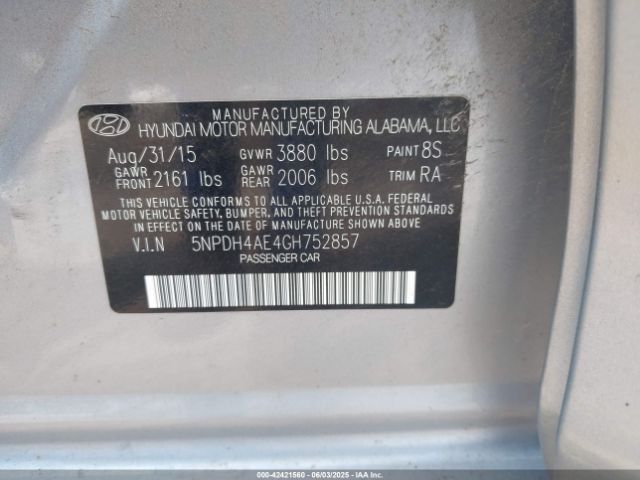 MANUFACTURED BY
HYUNDAI MOTOR MANUFACTURING ALABAMA, LLC
Aug/31/15 GVWR 3880 lbs PAINT 8S
GAWR FRONT 2161 lbs GAWR REAR 2006 lbs TRIM RA
THIS VEHICLE CONFORMS TO ALL APPLICABLE U.S.A. FEDERAL
MOTOR VEHICLE SAFETY, BUMPER, AND THEFT PREVENTION
STANDARDS IN EFFECT ON THE DATE OF MANUFACTURE SHOWN ABOVE.
V.I.N 5NPDH4AE4GH752857
PASSENGER CAR
000-42421560 - 06/03/2025 - IAA Inc.